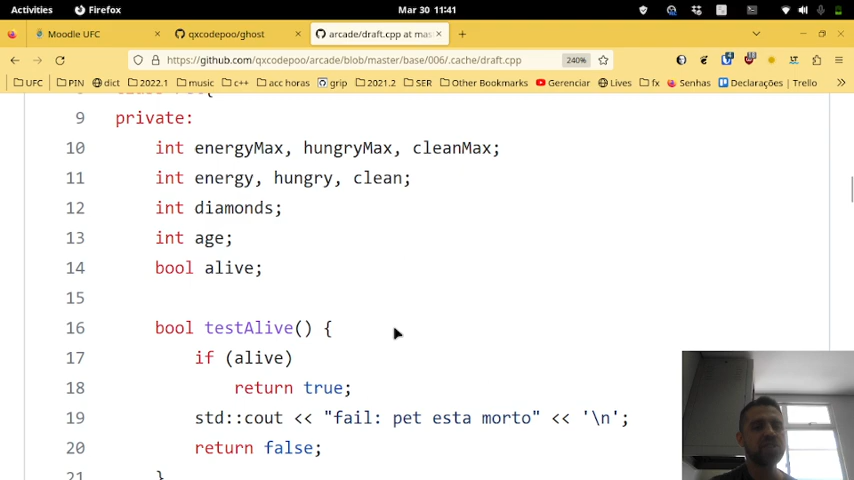 Activities Firefox Mar 30 11:41
Moodle UFC qxcodepoo/ghost arcade/draft.cpp at mas
https://github.com/qxcodepoo/arcade/blob/master/base/006/.cache/draft.cpp 240%
UFC PIN dict 2022.1 music c++ acc horas grip 2021.2 SER Other Bookmarks Gerenciar Lives fx Senhas Declarações | Trello
9 private:
10 int energyMax, hungryMax, cleanMax;
11 int energy, hungry, clean;
12 int diamonds;
13 int age;
14 bool alive;
15
16 bool testAlive() {
17 if (alive)
18 return true;
19 std::cout << "fail: pet esta morto" << '\n';
20 return false;
21 }